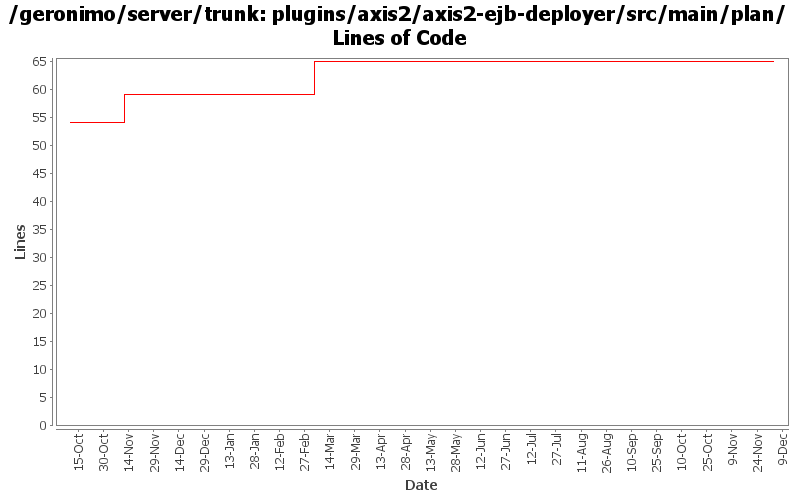 /geronimo/server/trunk: plugins/axis2/axis2-ejb-deployer/src/main/plan/
Lines of Code
65
60
55
50
45
40
35
30
25
20
15
10
5
0
Lines
15-Oct
30-Oct
14-Nov
29-Nov
14-Dec
29-Dec
13-Jan
28-Jan
12-Feb
27-Feb
14-Mar
29-Mar
13-Apr
28-Apr
13-May
28-May
12-Jun
27-Jun
12-Jul
27-Jul
11-Aug
26-Aug
10-Sep
25-Sep
10-Oct
25-Oct
9-Nov
24-Nov
9-Dec
Date